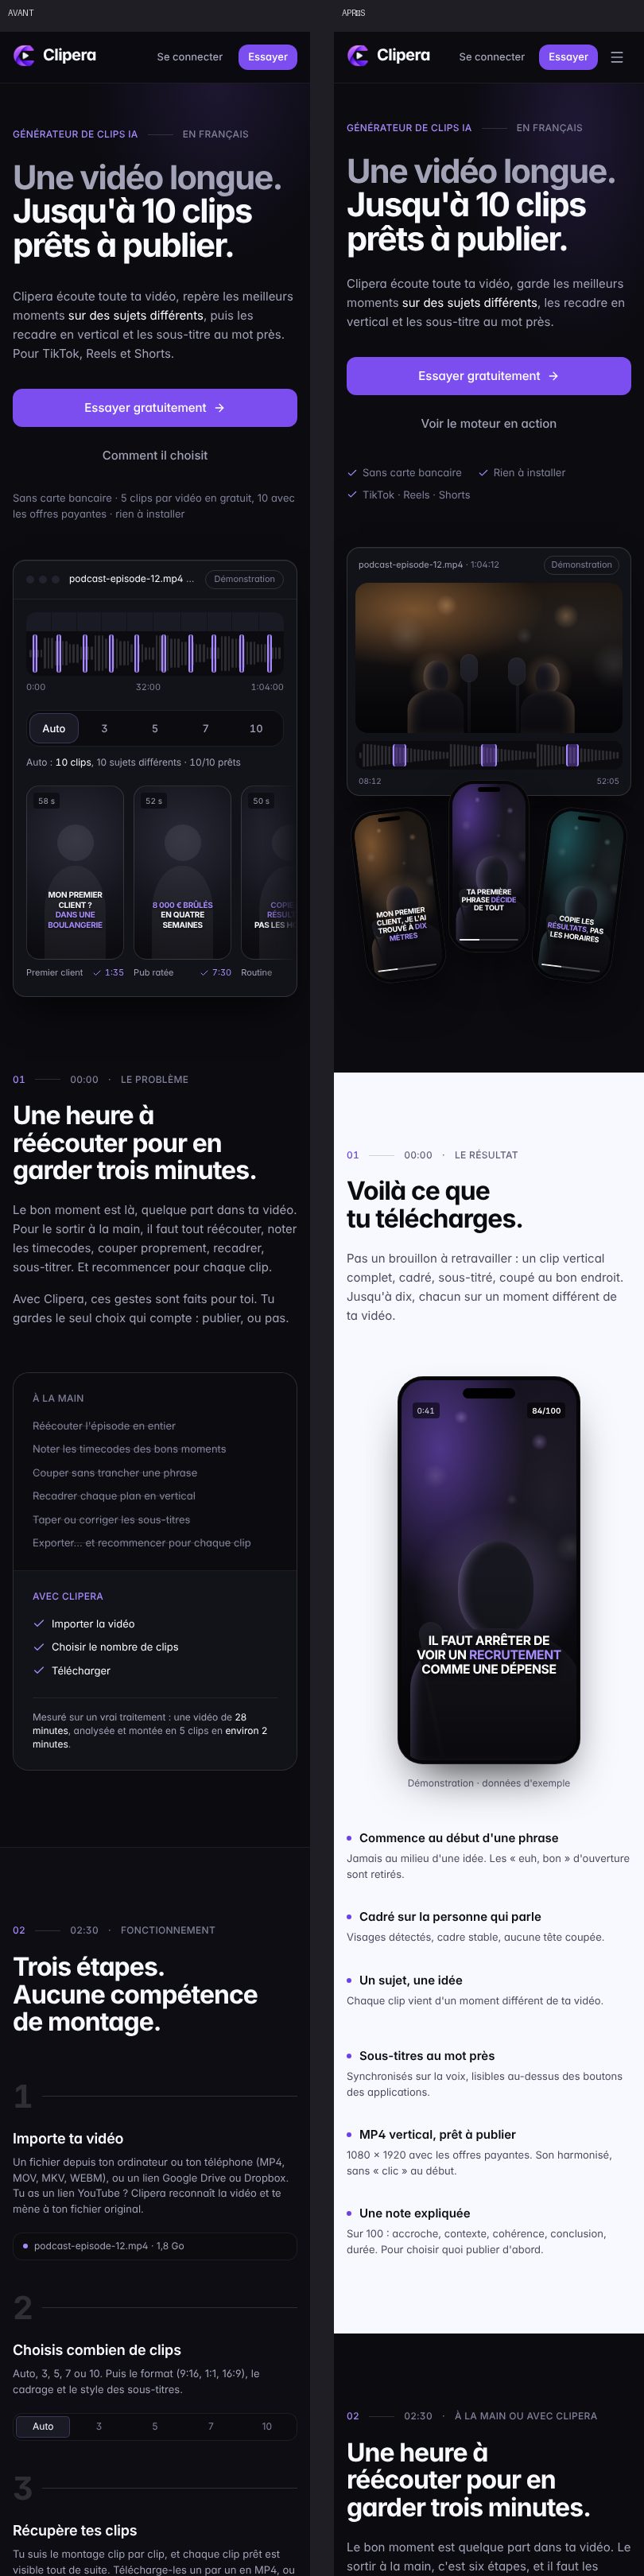 AVANT
Clipera
Se connecter
Essayer
GÉNÉRATEUR DE CLIPS IA
EN FRANÇAIS
Une vidéo longue.
Jusqu'à 10 clips
prêts à publier.
Clipera écoute toute ta vidéo, repère les meilleurs
moments sur des sujets différents, puis les
recadre en vertical et les sous-titre au mot près.
Pour TikTok, Reels et Shorts.
Essayer gratuitement →
Comment il choisit
Sans carte bancaire · 5 clips par vidéo en gratuit, 10 avec
les offres payantes · rien à installer
podcast-episode-12.mp4 ...
Démonstration
0:00 32:00 1:04:00
Auto 3 5 7 10
Auto : 10 clips, 10 sujets différents · 10/10 prêts
58 s
MON PREMIER
CLIENT ?
DANS UNE
BOULANGERIE
Premier client 1:35
52 s
8 000 € BRÛLÉS
EN QUATRE
SEMAINES
Pub ratée 7:30
50 s
Routine
01 00:00 · LE PROBLÈME
Une heure à
réécouter pour en
garder trois minutes.
Le bon moment est là, quelque part dans ta vidéo.
Pour le sortir à la main, il faut tout réécouter, noter
les timecodes, couper proprement, recadrer,
sous-titrer. Et recommencer pour chaque clip.
Avec Clipera, ces gestes sont faits pour toi. Tu
gardes le seul choix qui compte : publier, ou pas.
À LA MAIN
Réécouter l'épisode en entier
Noter les timecodes des bons moments
Couper sans trancher une phrase
Recadrer chaque plan en vertical
Taper ou corriger les sous-titres
Exporter... et recommencer pour chaque clip
AVEC CLIPERA
Importer la vidéo
Choisir le nombre de clips
Télécharger
Mesuré sur un vrai traitement : une vidéo de 28
minutes, analysée et montée en 5 clips en environ 2
minutes.
02 02:30 · FONCTIONNEMENT
Trois étapes.
Aucune compétence
de montage.
1
Importe ta vidéo
Un fichier depuis ton ordinateur ou ton téléphone (MP4,
MOV, MKV, WEBM), ou un lien Google Drive ou Dropbox.
Tu as un lien YouTube ? Clipera reconnaît la vidéo et te
mène à ton fichier original.
podcast-episode-12.mp4 · 1,8 Go
2
Choisis combien de clips
Auto, 3, 5, 7 ou 10. Puis le format (9:16, 1:1, 16:9), le
cadrage et le style des sous-titres.
Auto 3 5 7 10
3
Récupère tes clips
Tu suis le montage clip par clip, et chaque clip prêt est
visible tout de suite. Télécharge-les un par un en MP4, ou
Clipera
Se connecter
Essayer
GÉNÉRATEUR DE CLIPS IA
EN FRANÇAIS
Une vidéo longue.
Jusqu'à 10 clips
prêts à publier.
Clipera écoute toute ta vidéo, garde les meilleurs
moments sur des sujets différents, les recadre en
vertical et les sous-titre au mot près.
Essayer gratuitement →
Voir le moteur en action
Sans carte bancaire
Rien à installer
TikTok · Reels · Shorts
podcast-episode-12.mp4 · 1:04:12
Démonstration
08:12 52:05
MON PREMIER
CLIENT, JE L'AI
TROUVÉ À DIX
MÈTRES
TA PREMIÈRE
PHRASE DÉCIDE
DE TOUT
COPIE LES
RÉSULTATS, PAS
LES HORAIRES
01 00:00 · LE RÉSULTAT
Voilà ce que
tu télécharges.
Pas un brouillon à retravailler : un clip vertical
complet, cadré, sous-titré, coupé au bon endroit.
Jusqu'à dix, chacun sur un moment différent de
ta vidéo.
0:41
84/100
IL FAUT ARRÊTER DE
VOIR UN RECRUTEMENT
COMME UNE DÉPENSE
Démonstration · données d'exemple
Commence au début d'une phrase
Jamais au milieu d'une idée. Les « euh, bon » d'ouverture
sont retirés.
Cadré sur la personne qui parle
Visages détectés, cadre stable, aucune tête coupée.
Un sujet, une idée
Chaque clip vient d'un moment différent de ta vidéo.
Sous-titres au mot près
Synchronisés sur la voix, lisibles au-dessus des boutons
des applications.
MP4 vertical, prêt à publier
1080 × 1920 avec les offres payantes. Son harmonisé,
sans « clic » au début.
Une note expliquée
Sur 100 : accroche, contexte, cohérence, conclusion,
durée. Pour choisir quoi publier d'abord.
02 02:30 · À LA MAIN OU AVEC CLIPERA
Une heure à
réécouter pour en
garder trois minutes.
Le bon moment est quelque part dans ta vidéo. Le
sortir à la main, c'est six étapes, et il faut les